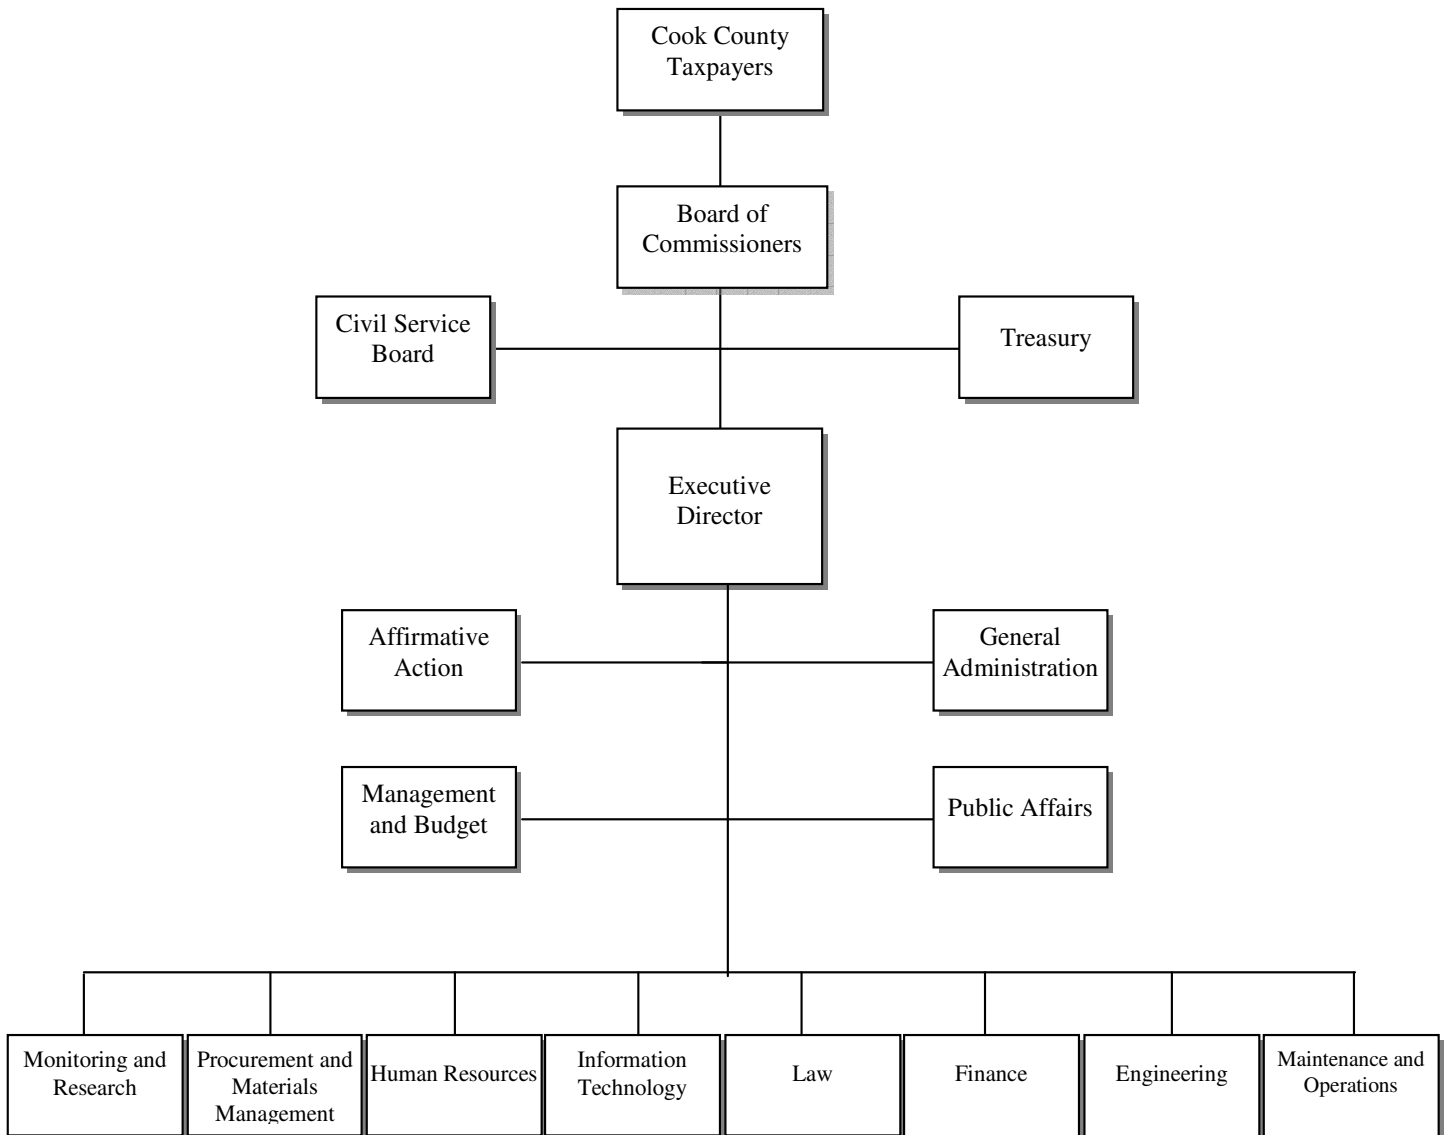 Cook County
Taxpayers
Board of
Commissioners
Civil Service
Board
Treasury
Executive
Director
Affirmative
Action
General
Administration
Management
and Budget
Public Affairs
Monitoring and
Research
Procurement and
Materials
Management
Human Resources
Information
Technology
Law
Finance
Engineering
Maintenance and
Operations